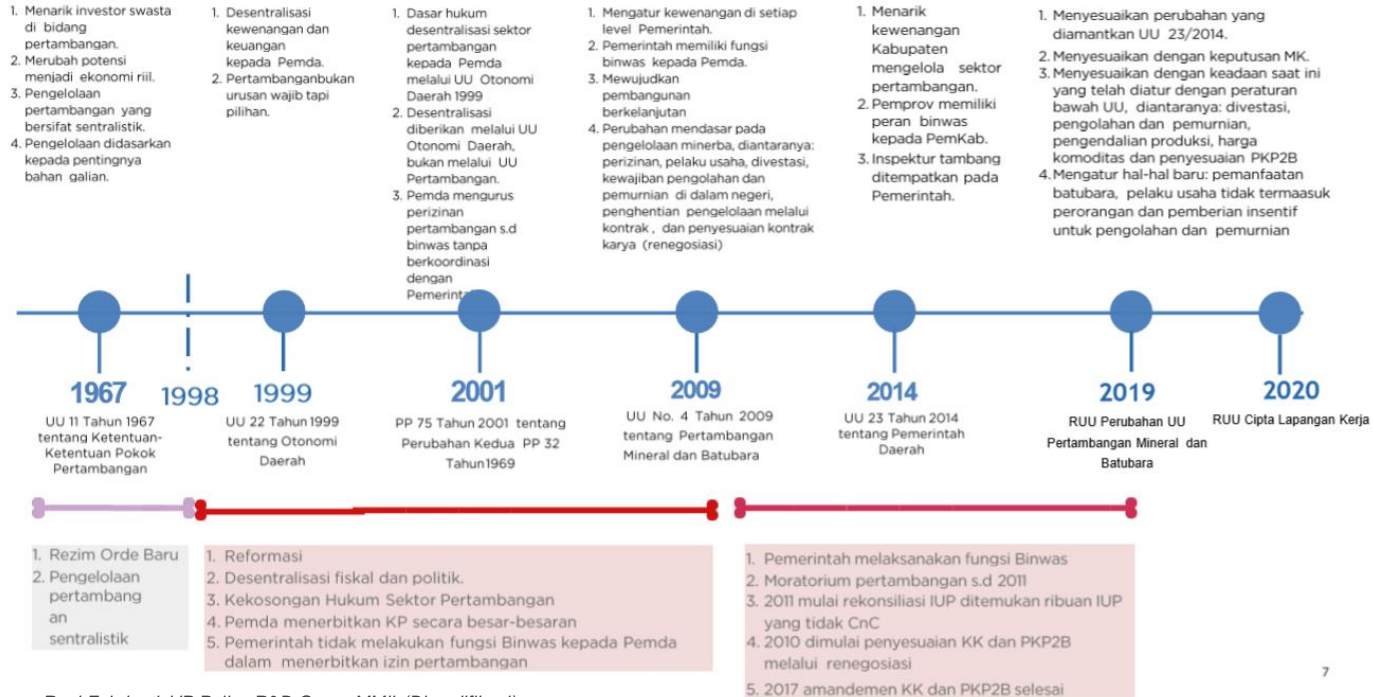 1. Menarik investor swasta
di bidang
pertambangan.
2. Merubah potensi
menjadi ekonomi riil.
3. Pengelolaan
pertambangan yang
bersifat sentralistik.
4. Pengelolaan didasarkan
kepada pentingnya
bahan galian.
1. Desentralisasi
kewenangan dan
keuangan
kepada Pemda.
2. Pertambanganbukan
urusan wajib tapi
pilihan.
1. Dasar hukum
desentralisasi sektor
pertambangan
kepada Pemda
melalui UU Otonomi
Daerah 1999
2. Desentralisasi
diberikan melalui UU
Otonomi Daerah,
bukan melalui UU
Pertambangan.
3. Pemda mengurus
perizinan
pertambangan s.d
binwas tanpa
berkoordinasi
dengan
Pemerint
1. Mengatur kewenangan di setiap
level Pemerintah.
2. Pemerintah memiliki fungsi
binwas kepada Pemda.
3. Mewujudkan
pembangunan
berkelanjutan
4. Perubahan mendasar pada
pengelolaan minerba, diantaranya:
perizinan, pelaku usaha, divestasi,
kewajiban pengolahan dan
pemurnian di dalam negeri,
penghentian pengelolaan melalui
kontrak , dan penyesuaian kontrak
karya (renegosiasi)
1. Menarik
kewenangan
Kabupaten
mengelola sektor
pertambangan.
2. Pemprov memiliki
peran binwas
kepada PemKab.
3. Inspektur tambang
ditempatkan pada
Pemerintah.
1. Menyesuaikan perubahan yang
diamantkan UU 23/2014.
2. Menyesuaikan dengan keputusan MK.
3. Menyesuaikan dengan keadaan saat ini
yang telah diatur dengan peraturan
bawah UU, diantaranya: divestasi,
pengolahan dan pemurnian,
pengendalian produksi, harga
komoditas dan penyesuaian PKP2B
4. Mengatur hal-hal baru: pemanfaatan
batubara, pelaku usaha tidak termaasuk
perorangan dan pemberian insentif
untuk pengolahan dan pemurnian
1967
UU 11 Tahun 1967
tentang Ketentuan-
Ketentuan Pokok
Pertambangan
1998
1999
UU 22 Tahun 1999
tentang Otonomi
Daerah
2001
PP 75 Tahun 2001 tentang
Perubahan Kedua PP 32
Tahun1969
2009
UU No. 4 Tahun 2009
tentang Pertambangan
Mineral dan Batubara
2014
UU 23 Tahun 2014
tentang Pemerintah
Daerah
2019
RUU Perubahan UU
Pertambangan Mineral dan
Batubara
2020
RUU Cipta Lapangan Kerja
1. Rezim Orde Baru
2. Pengelolaan
pertambang
an
sentralistik
1. Reformasi
2. Desentralisasi fiskal dan politik.
3. Kekosongan Hukum Sektor Pertambangan
4. Pemda menerbitkan KP secara besar-besaran
5. Pemerintah tidak melakukan fungsi Binwas kepada Pemda
dalam menerbitkan izin pertambangan
1. Pemerintah melaksanakan fungsi Binwas
2. Moratorium pertambangan s.d 2011
3. 2011 mulai rekonsiliasi IUP ditemukan ribuan IUP
yang tidak CnC
4. 2010 dimulai penyesuaian KK dan PKP2B
melalui renegosiasi
5. 2017 amandemen KK dan PKP2B selesai
7